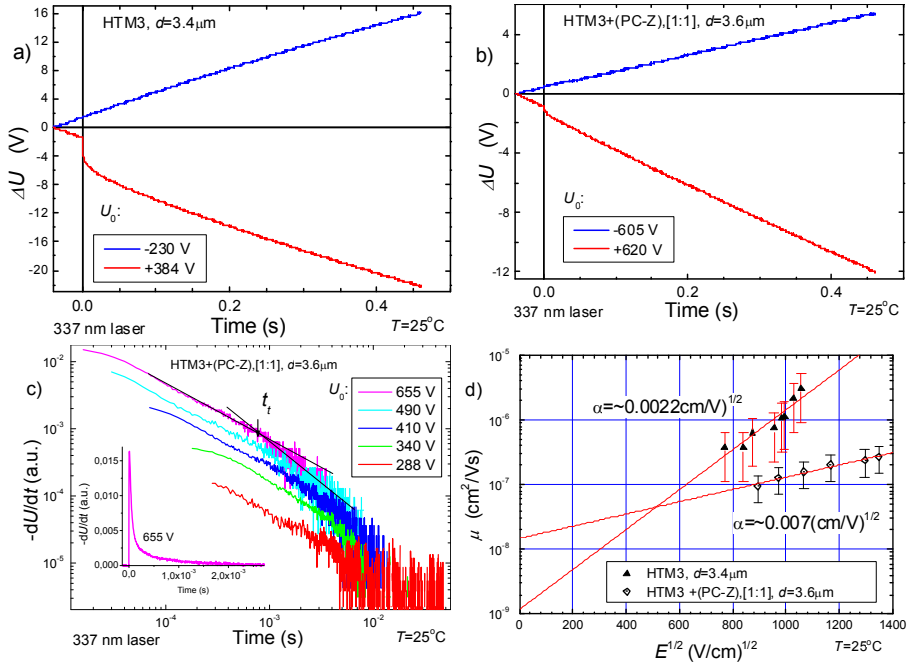 a)
HTM3, d=3.4μm
16
12
8
4
0
-4
-8
-12
-16
-20
ΔU (V)
U0:
-230 V
+384 V
0.0 0.2 0.4
Time (s)
337 nm laser
T=25°C
b)
HTM3+(PC-Z),[1:1], d=3.6μm
4
0
-4
-8
-12
ΔU (V)
U0:
-605 V
+620 V
0.0 0.2 0.4
Time (s)
337 nm laser
T=25°C
c)
HTM3+(PC-Z),[1:1], d=3.6μm
U0:
655 V
490 V
410 V
340 V
288 V
tt
10-2
10-3
10-4
10-5
-dU/dt (a.u.)
0,015
0,010
0,005
0,000
-dU/dt (a.u.)
655 V
0,0 1,0x10-3 2,0x10-3
Time (s)
10-4 10-3 10-2
Time (s)
337 nm laser
T=25°C
d)
10-5
10-6
10-7
10-8
10-9
μ (cm2/Vs)
α=~0.0022cm/V)1/2
α=~0.007(cm/V)1/2
HTM3, d=3.4μm
HTM3 +(PC-Z),[1:1], d=3.6μm
0 200 400 600 800 1000 1200 1400
E1/2 (V/cm)1/2
T=25°C